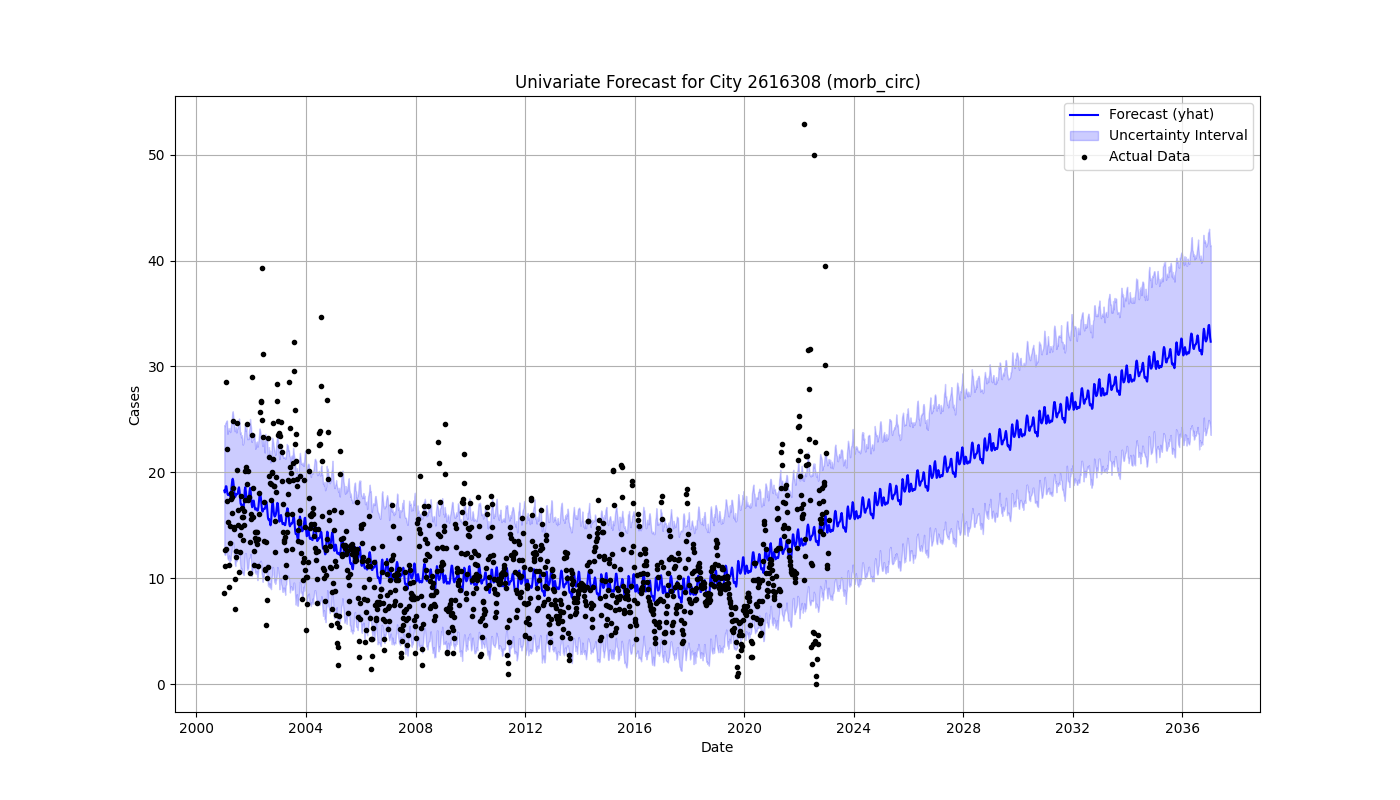 Univariate Forecast for City 2616308 (morb_circ)
Forecast (yhat)
Uncertainty Interval
Actual Data
50
40
30
20
10
0
Cases
2000 2004 2008 2012 2016 2020 2024 2028 2032 2036
Date